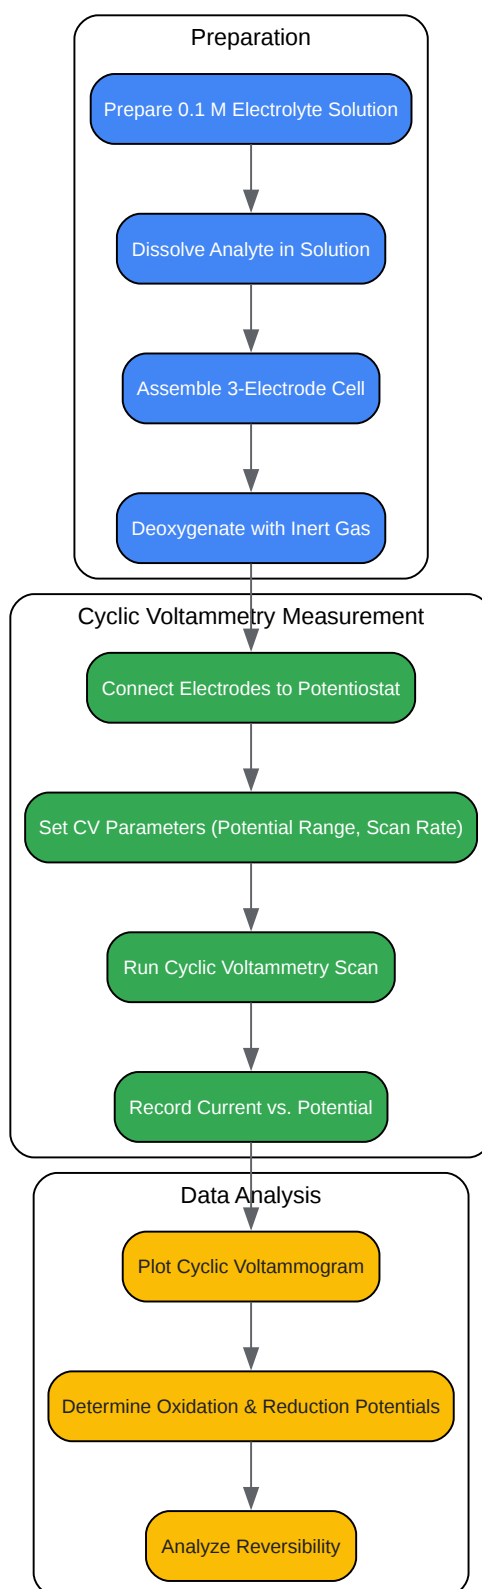 Preparation
Prepare 0.1 M Electrolyte Solution
Dissolve Analyte in Solution
Assemble 3-Electrode Cell
Deoxygenate with Inert Gas
Cyclic Voltammetry Measurement
Connect Electrodes to Potentiostat
Set CV Parameters (Potential Range, Scan Rate)
Run Cyclic Voltammetry Scan
Record Current vs. Potential
Data Analysis
Plot Cyclic Voltammogram
Determine Oxidation & Reduction Potentials
Analyze Reversibility